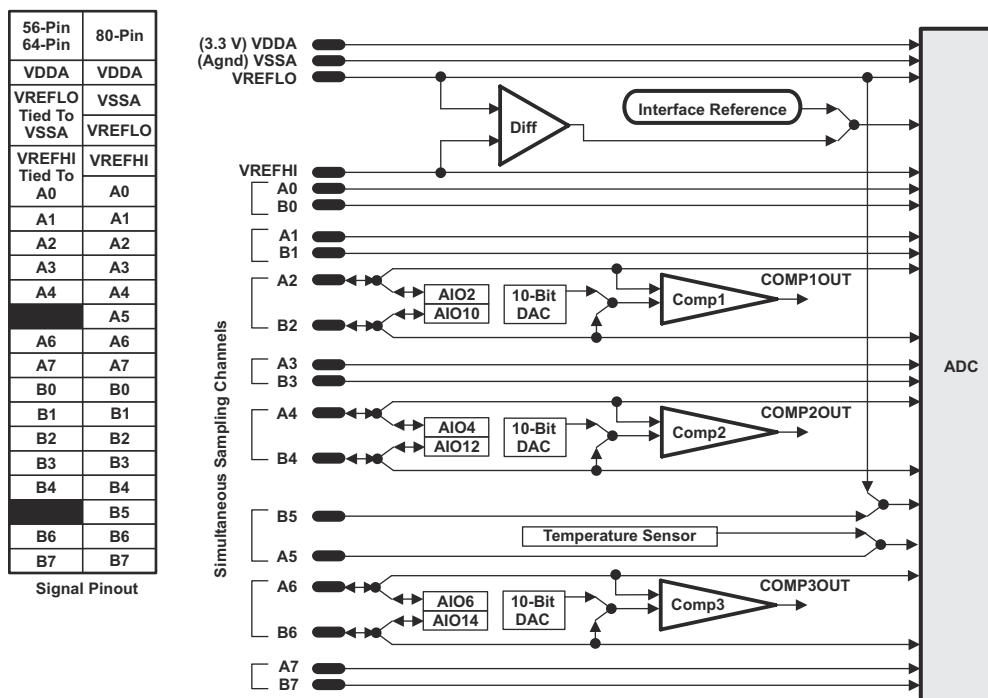 56-Pin
64-Pin
80-Pin
VDDA
VDDA
VREFLO
Tied To
VSSA
VSSA
VREFLO
VREFHI
Tied To
A0
VREFHI
A0
A1
A1
A2
A2
A3
A3
A4
A4
A5
A6
A6
A7
A7
B0
B0
B1
B1
B2
B2
B3
B3
B4
B4
B5
B6
B6
B7
B7
Signal Pinout
(3.3 V) VDDA
(Agnd) VSSA
VREFLO
Diff
Interface Reference
VREFHI
A0
B0
A1
B1
A2
B2
AIO2
AIO10
10-Bit
DAC
Comp1
COMP1OUT
A3
B3
A4
B4
AIO4
AIO12
10-Bit
DAC
Comp2
COMP2OUT
B5
Temperature Sensor
A5
A6
B6
AIO6
AIO14
10-Bit
DAC
Comp3
COMP3OUT
A7
B7
Simultaneous Sampling Channels
ADC